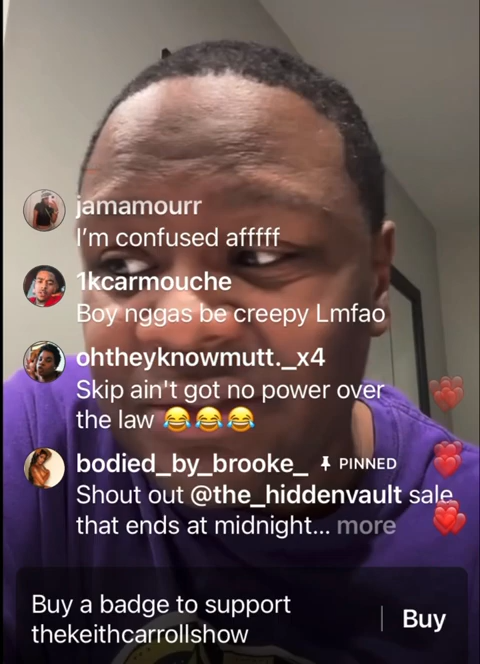 jamamourr
I’m confused afffff
1kcarmouche
Boy nggas be creepy Lmfao
ohtheyknowmutt._x4
Skip ain't got no power over
the law 😂😂😂
bodied_by_brooke_ PINNED
Shout out @the_hiddenvault sale
that ends at midnight... more
Buy a badge to support
thekeithcarrollshow
Buy